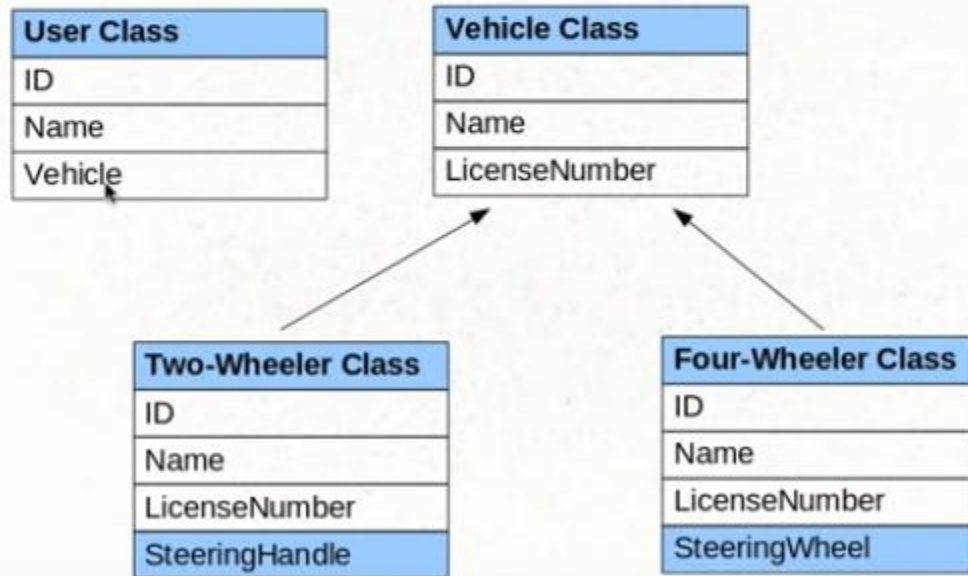 User Class
ID
Name
Vehicle
Vehicle Class
ID
Name
LicenseNumber
Two-Wheeler Class
ID
Name
LicenseNumber
SteeringHandle
Four-Wheeler Class
ID
Name
LicenseNumber
SteeringWheel